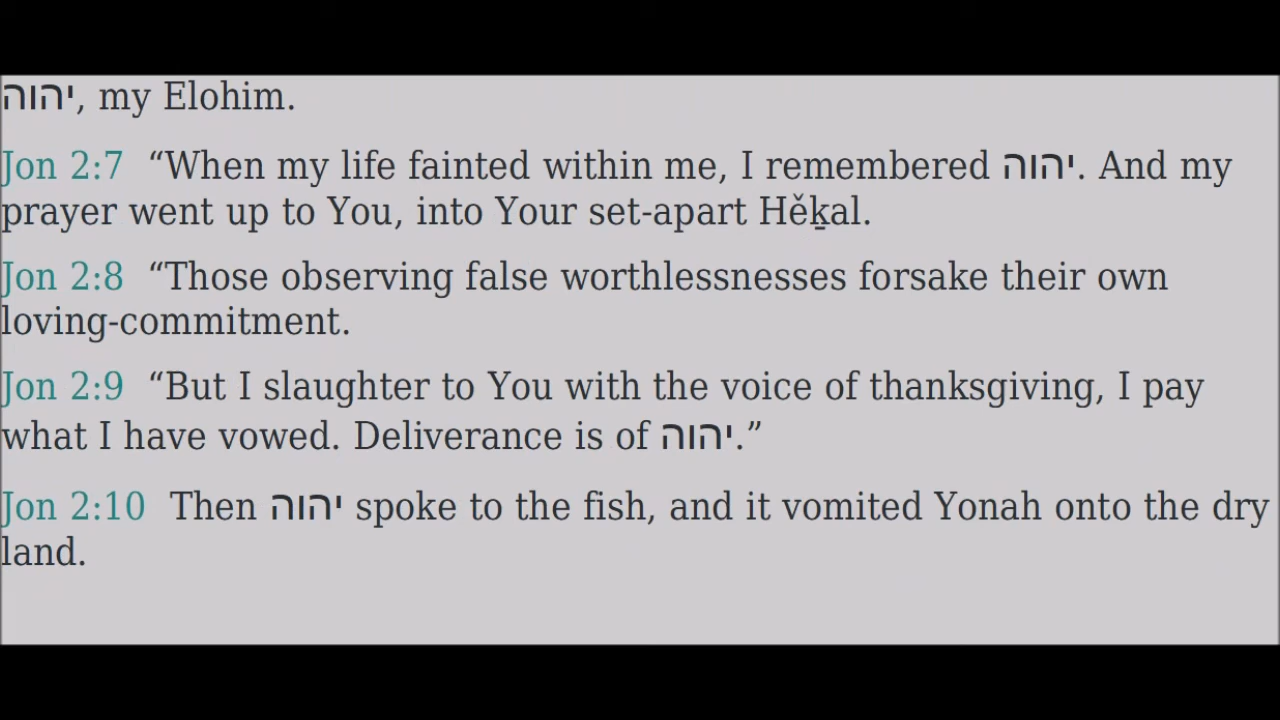 יהוה, my Elohim.
Jon 2:7 “When my life fainted within me, I remembered יהוה. And my
prayer went up to You, into Your set-apart Hěḵal.
Jon 2:8 “Those observing false worthlessnesses forsake their own
loving-commitment.
Jon 2:9 “But I slaughter to You with the voice of thanksgiving, I pay
what I have vowed. Deliverance is of יהוה.”
Jon 2:10 Then יהוה spoke to the fish, and it vomited Yonah onto the dry
land.